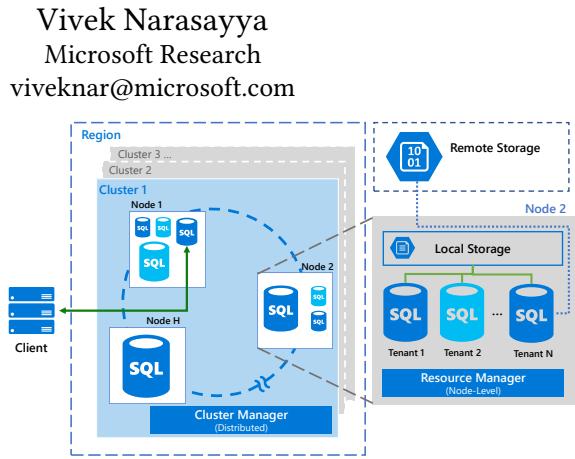 Vivek Narasayya
Microsoft Research
viveknar@microsoft.com
Region
Cluster 3 ...
Cluster 2
Cluster 1
Node 1
SQL
SQL
SQL
SQL
Node 2
SQL
SQL
SQL
Node H
SQL
Client
Cluster Manager
(Distributed)
10
01
Remote Storage
Node 2
Local Storage
SQL
SQL
...
SQL
Tenant 1
Tenant 2
Tenant N
Resource Manager
(Node-Level)